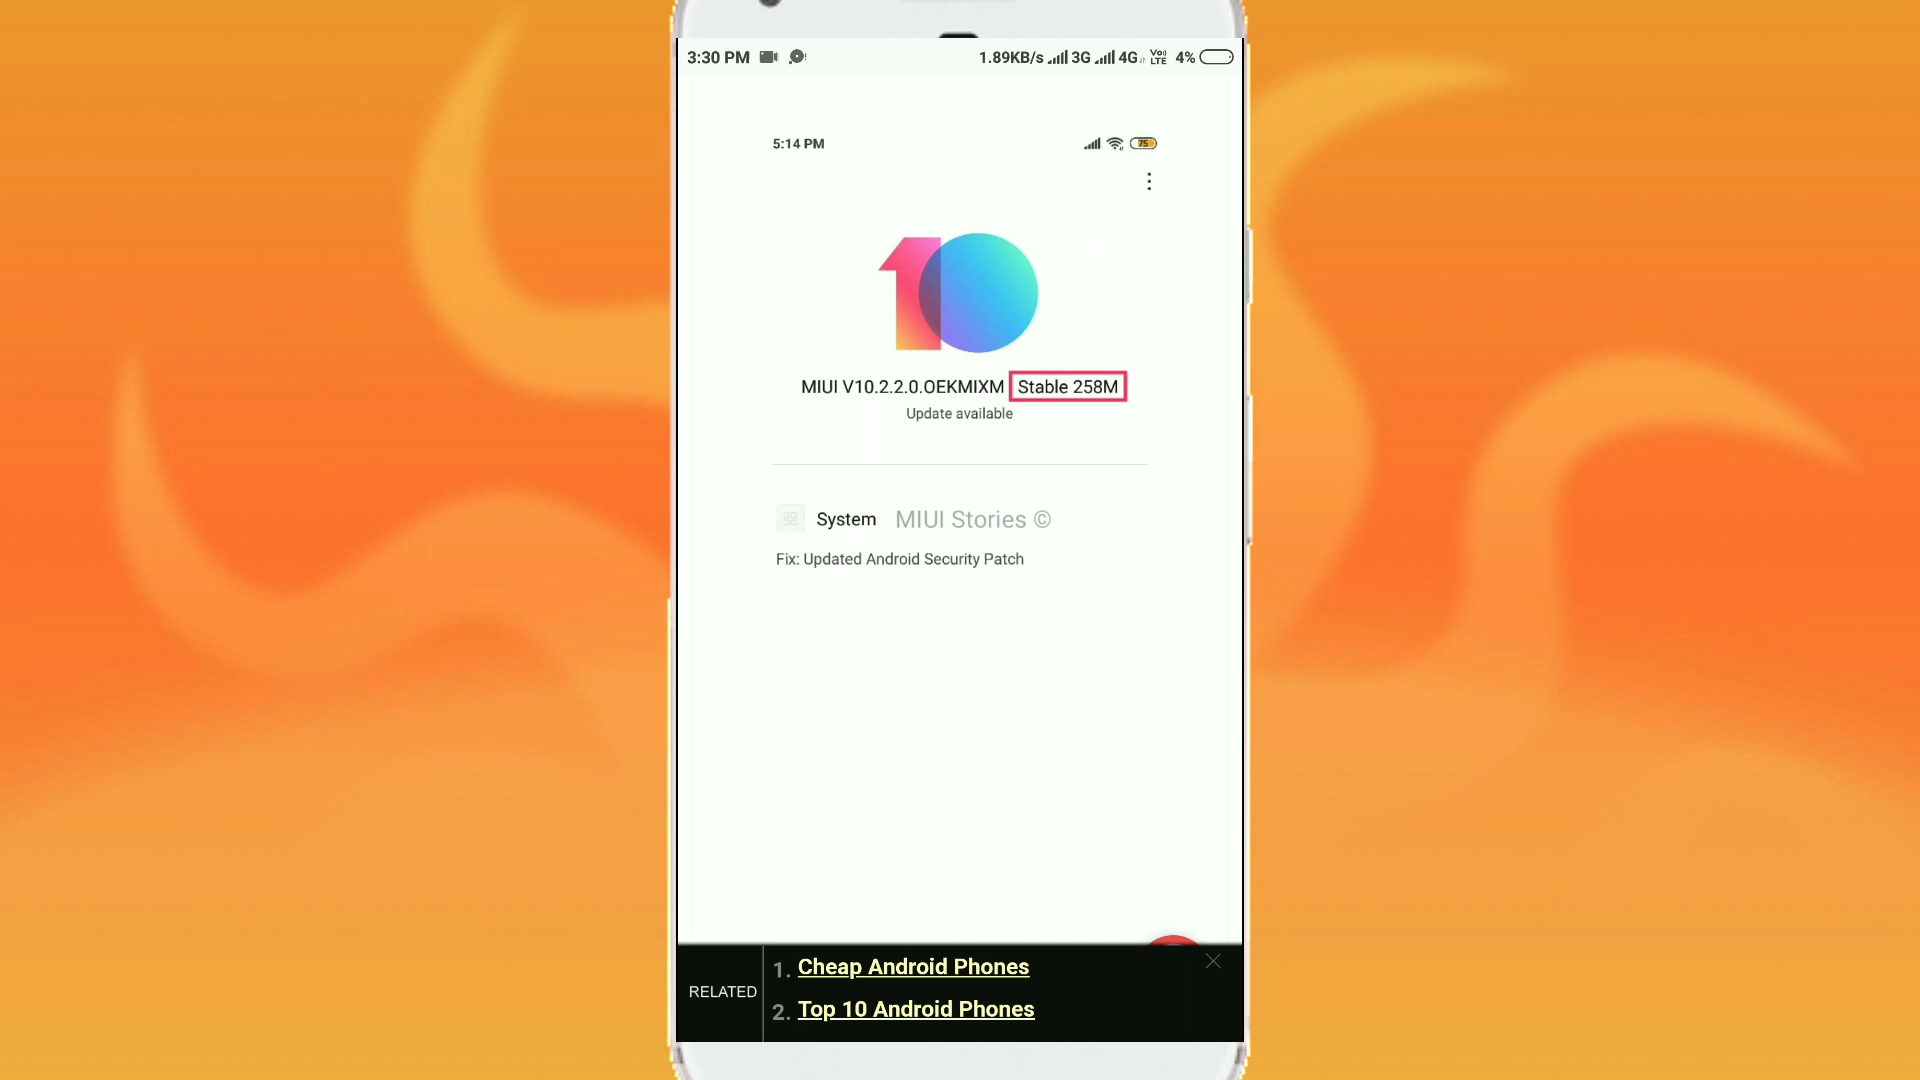 3:30 PM 1.89KB/s 3G 4G VoLTE 4%
5:14 PM 75
10
MIUI V10.2.2.0.OEKMIXM Stable 258M
Update available
System MIUI Stories ©
Fix: Updated Android Security Patch
RELATED
1. Cheap Android Phones
2. Top 10 Android Phones